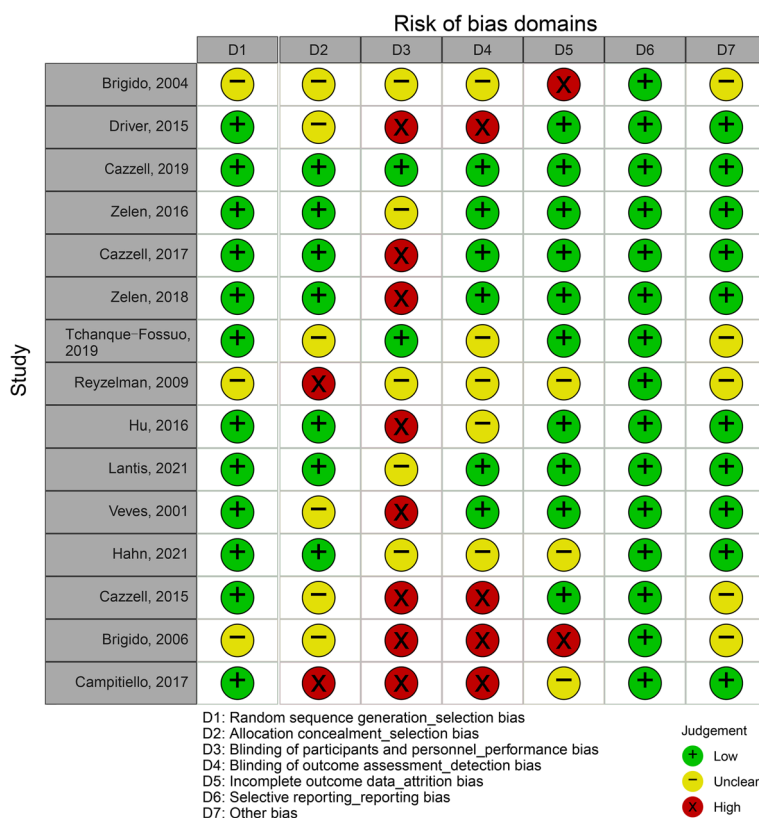 Risk of bias domains
D1 D2 D3 D4 D5 D6 D7
Study
Brigido, 2004 − − − − X + −
Driver, 2015 + − X X + + +
Cazzell, 2019 + + + + + + +
Zelen, 2016 + + − + + + +
Cazzell, 2017 + + X + + + +
Zelen, 2018 + + X + + + +
Tchanque−Fossuo,
2019 + − + − + + −
Reyzelman, 2009 − X − − − + −
Hu, 2016 + + X − + + +
Lantis, 2021 + + − + + + +
Veves, 2001 + − X + + + +
Hahn, 2021 + + − − − + +
Cazzell, 2015 + − X X + + −
Brigido, 2006 − − X X X + −
Campitiello, 2017 + X X X − + +
D1: Random sequence generation_selection bias
D2: Allocation concealment_selection bias
D3: Blinding of participants and personnel_performance bias
D4: Blinding of outcome assessment_detection bias
D5: Incomplete outcome data_attrition bias
D6: Selective reporting_reporting bias
D7: Other bias
Judgement
+ Low
− Unclear
X High